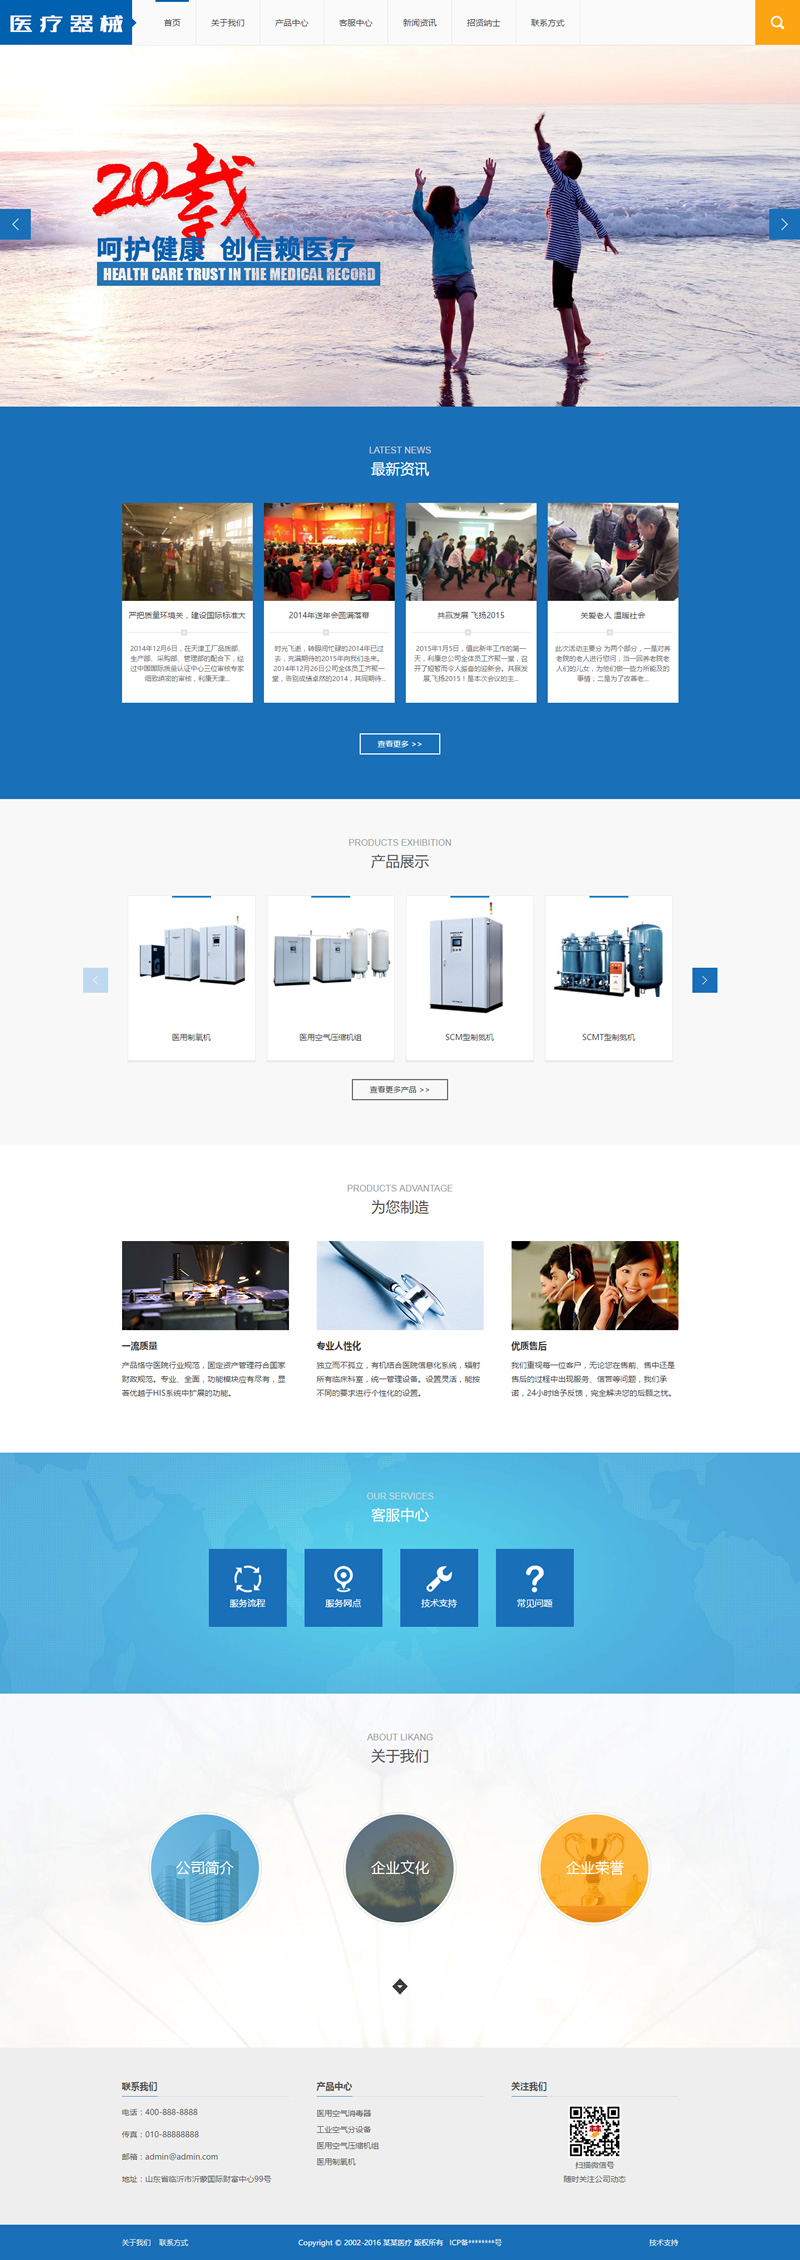 医疗器械
首页 关于我们 产品中心 客服中心 新闻资讯 招贤纳士 联系方式
20载
呵护健康 创信赖医疗
HEALTH CARE TRUST IN THE MEDICAL RECORD
LATEST NEWS
最新资讯
严把质量环境关，建设国际标准大
2014年12月6日，在天津工厂品质部、
生产部、采购部、管理部的配合下，经
过中国国际质量认证中心三位审核专家
细致缜密的审核，利康天津...
2014年送年会圆满落幕
时光飞逝，转眼间忙碌的2014年已过
去，充满期待的2015年向我们走来。
2014年12月26日公司全体员工齐聚一
堂，告别成绩卓然的2014，共同期待...
共赢发展 飞扬2015
2015年1月5日，值此新年工作的第一
天，利康总公司全体员工齐聚一堂，召
开了短暂而令人振奋的迎新会。共赢发
展,飞扬2015！是本次会议的主...
关爱老人 温暖社会
此次活动主要分 为两个部分，一是对养
老院的老人进行慰问，当一回养老院老
人们的儿女，为他们做一些力所能及的
事情；二是为了改善老...
查看更多 >>
PRODUCTS EXHIBITION
产品展示
医用制氧机
医用空气压缩机组
SCM型制氮机
SCMT型制氮机
查看更多产品 >>
PRODUCTS ADVANTAGE
为您制造
一流质量
产品恪守医院行业规范，固定资产管理符合国家
财政规范。专业、全面，功能模块应有尽有，显
著优越于HIS系统中扩展的功能。
专业人性化
独立而不孤立，有机结合医院信息化系统，辐射
所有临床科室，统一管理设备。设置灵活，能按
不同的要求进行个性化的设置。
优质售后
我们重视每一位客户，无论您在售前、售中还是
售后的过程中出现服务、信誉等问题，我们承
诺，24小时给予反馈，完全解决您的后顾之忧。
OUR SERVICES
客服中心
服务流程
服务网点
技术支持
常见问题
ABOUT LIKANG
关于我们
公司简介
企业文化
企业荣誉
联系我们
电话：400-888-8888
传真：010-88888888
邮箱：admin@admin.com
地址：山东省临沂市沂蒙国际财富中心99号
产品中心
医用空气消毒器
工业空气分设备
医用空气压缩机组
医用制氧机
关注我们
扫描微信号
随时关注公司动态
关于我们 联系方式
Copyright © 2002-2016 某某医疗 版权所有 ICP备********号
技术支持